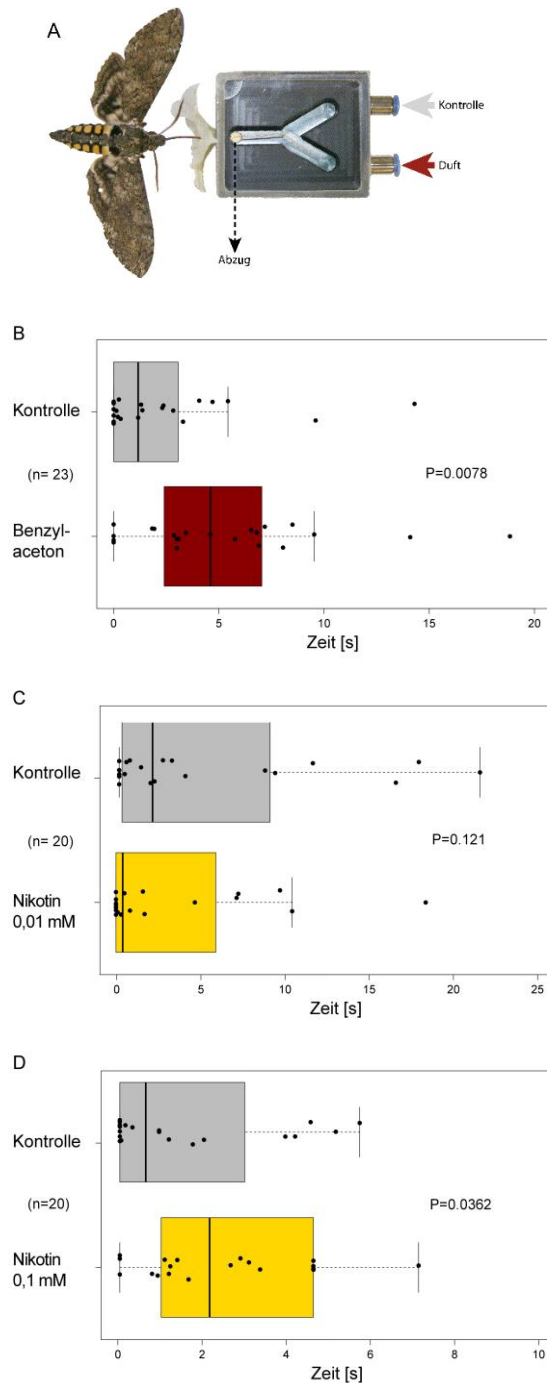 A
Kontrolle
Duft
Abzug
B
Kontrolle
(n= 23)
P=0.0078
Benzyl-
aceton
0 5 10 15 20
Zeit [s]
C
Kontrolle
(n= 20)
P=0.121
Nikotin
0,01 mM
0 5 10 15 20 25
Zeit [s]
D
Kontrolle
(n=20)
P=0.0362
Nikotin
0,1 mM
0 2 4 6 8 10
Zeit [s]